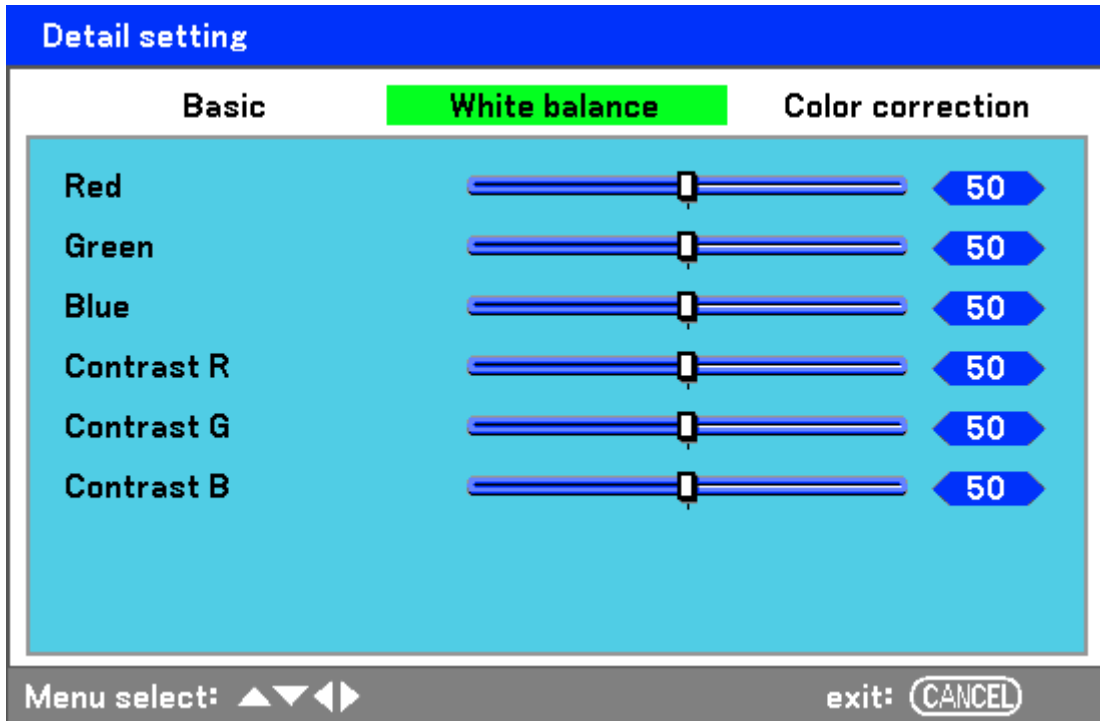 Detail setting
Basic White balance Color correction
Red 50
Green 50
Blue 50
Contrast R 50
Contrast G 50
Contrast B 50
Menu select: ▲▼◀▶ exit: CANCEL